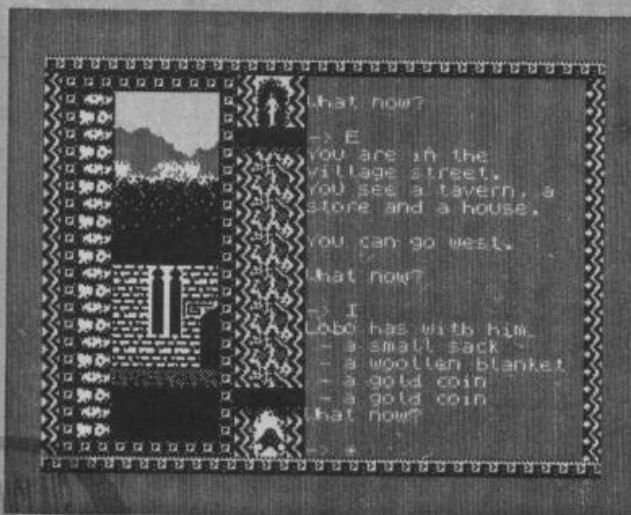 What now?
-> E
You are in the
village street.
You see a tavern, a
store and a house.
You can go west.
What now?
-> I
Lobo has with him
- a small sack
- a woollen blanket
- a gold coin
- a gold coin
What now?